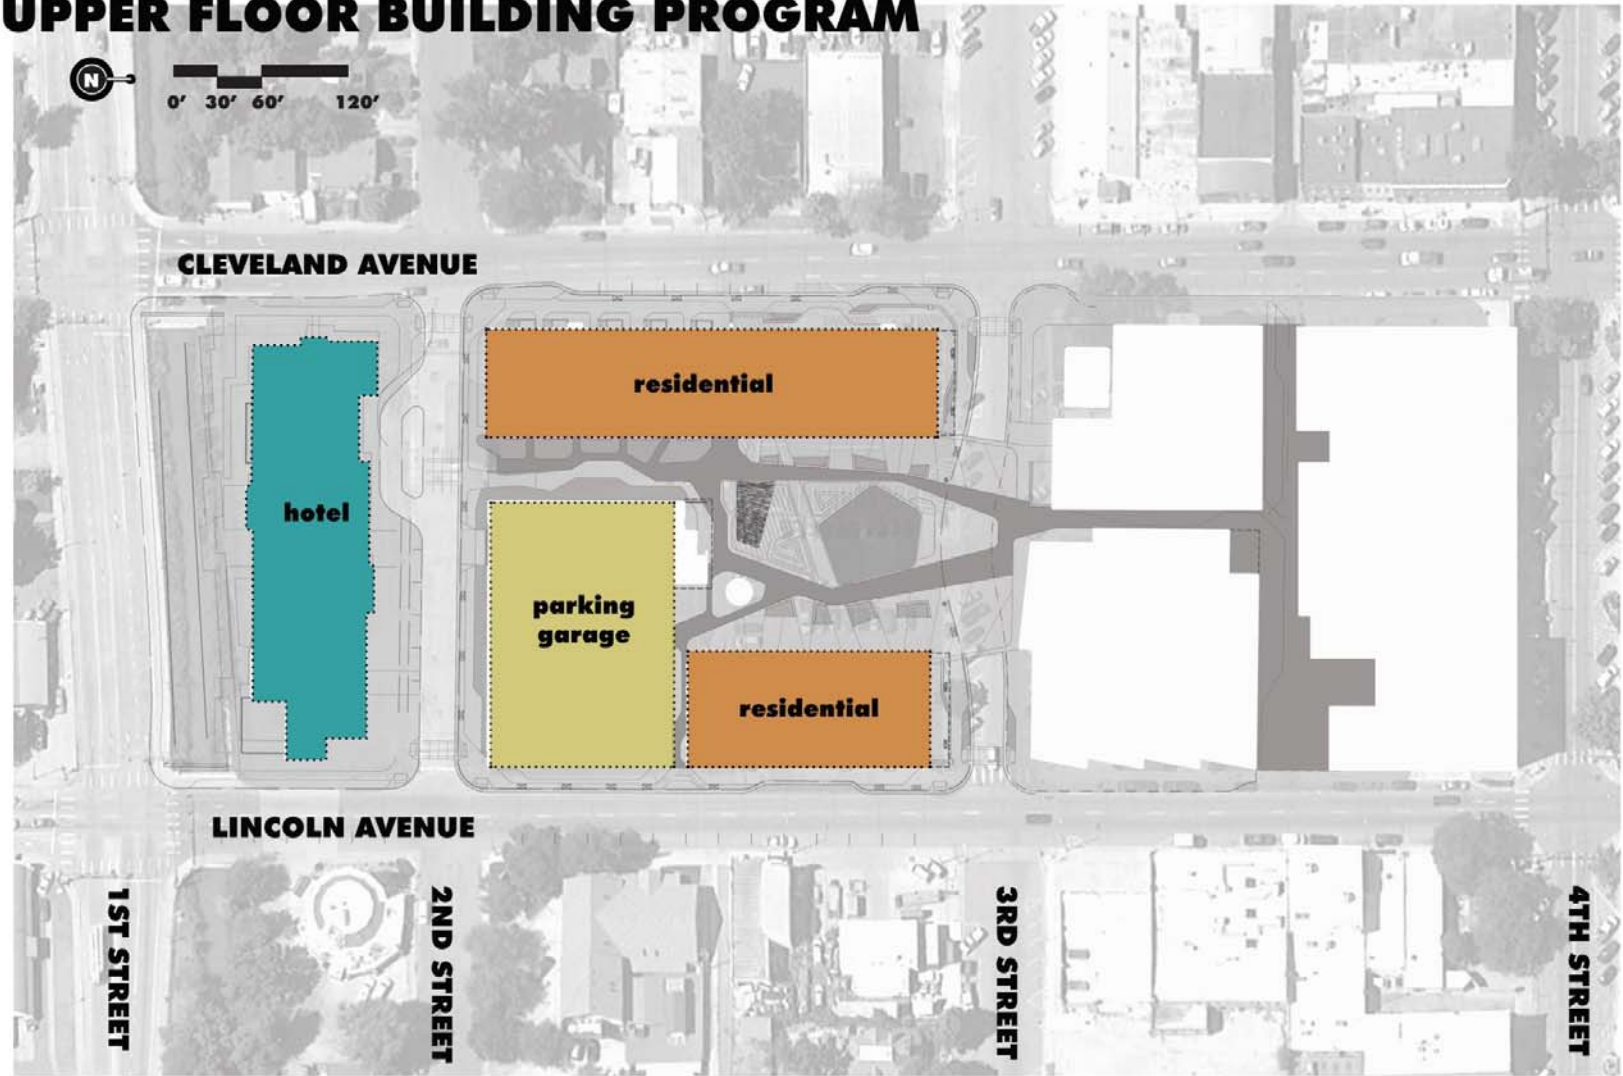 UPPER FLOOR BUILDING PROGRAM
N
0' 30' 60' 120'
CLEVELAND AVENUE
residential
hotel
parking
garage
residential
LINCOLN AVENUE
1ST STREET
2ND STREET
3RD STREET
4TH STREET